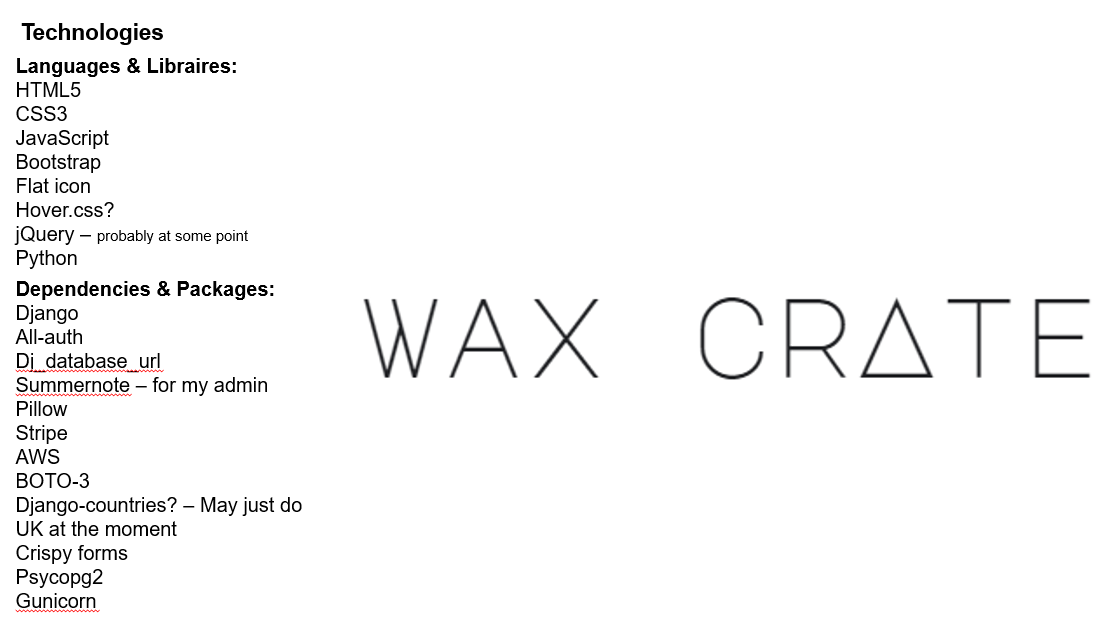 Technologies
Languages & Libraires:
HTML5
CSS3
JavaScript
Bootstrap
Flat icon
Hover.css?
jQuery – probably at some point
Python
Dependencies & Packages:
Django
All-auth
Dj_database_url
Summernote – for my admin
Pillow
Stripe
AWS
BOTO-3
Django-countries? – May just do
UK at the moment
Crispy forms
Psycopg2
Gunicorn
WAX CRATE